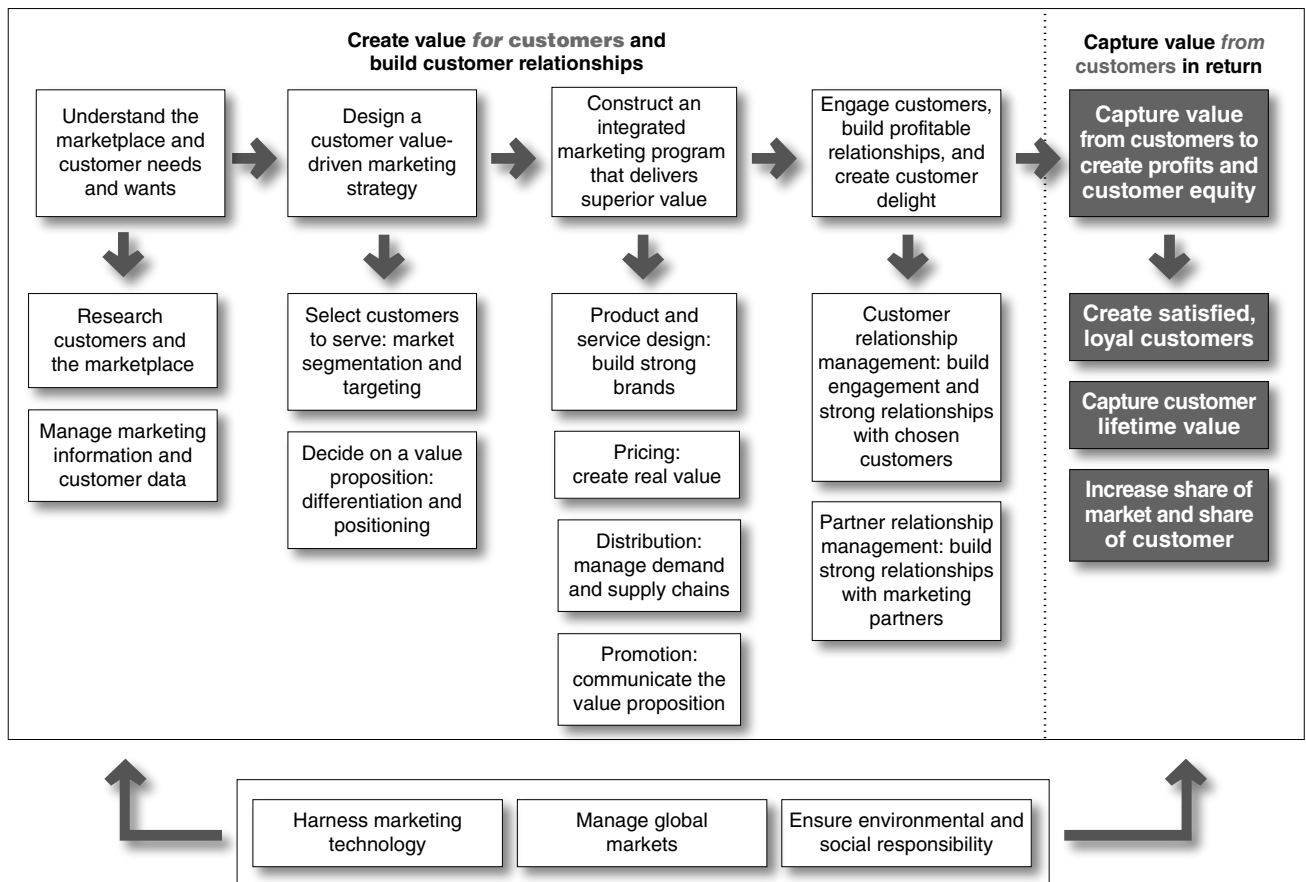 Create value for customers and
build customer relationships
Capture value from
customers in return
Understand the
marketplace and
customer needs
and wants
Design a
customer value-
driven marketing
strategy
Construct an
integrated
marketing program
that delivers
superior value
Engage customers,
build profitable
relationships, and
create customer
delight
Capture value
from customers to
create profits and
customer equity
Research
customers and
the marketplace
Manage marketing
information and
customer data
Select customers
to serve: market
segmentation and
targeting
Decide on a value
proposition:
differentiation and
positioning
Product and
service design:
build strong
brands
Pricing:
create real value
Distribution:
manage demand
and supply chains
Promotion:
communicate the
value proposition
Customer
relationship
management: build
engagement and
strong relationships
with chosen
customers
Partner relationship
management: build
strong relationships
with marketing
partners
Create satisfied,
loyal customers
Capture customer
lifetime value
Increase share of
market and share
of customer
Harness marketing
technology
Manage global
markets
Ensure environmental and
social responsibility